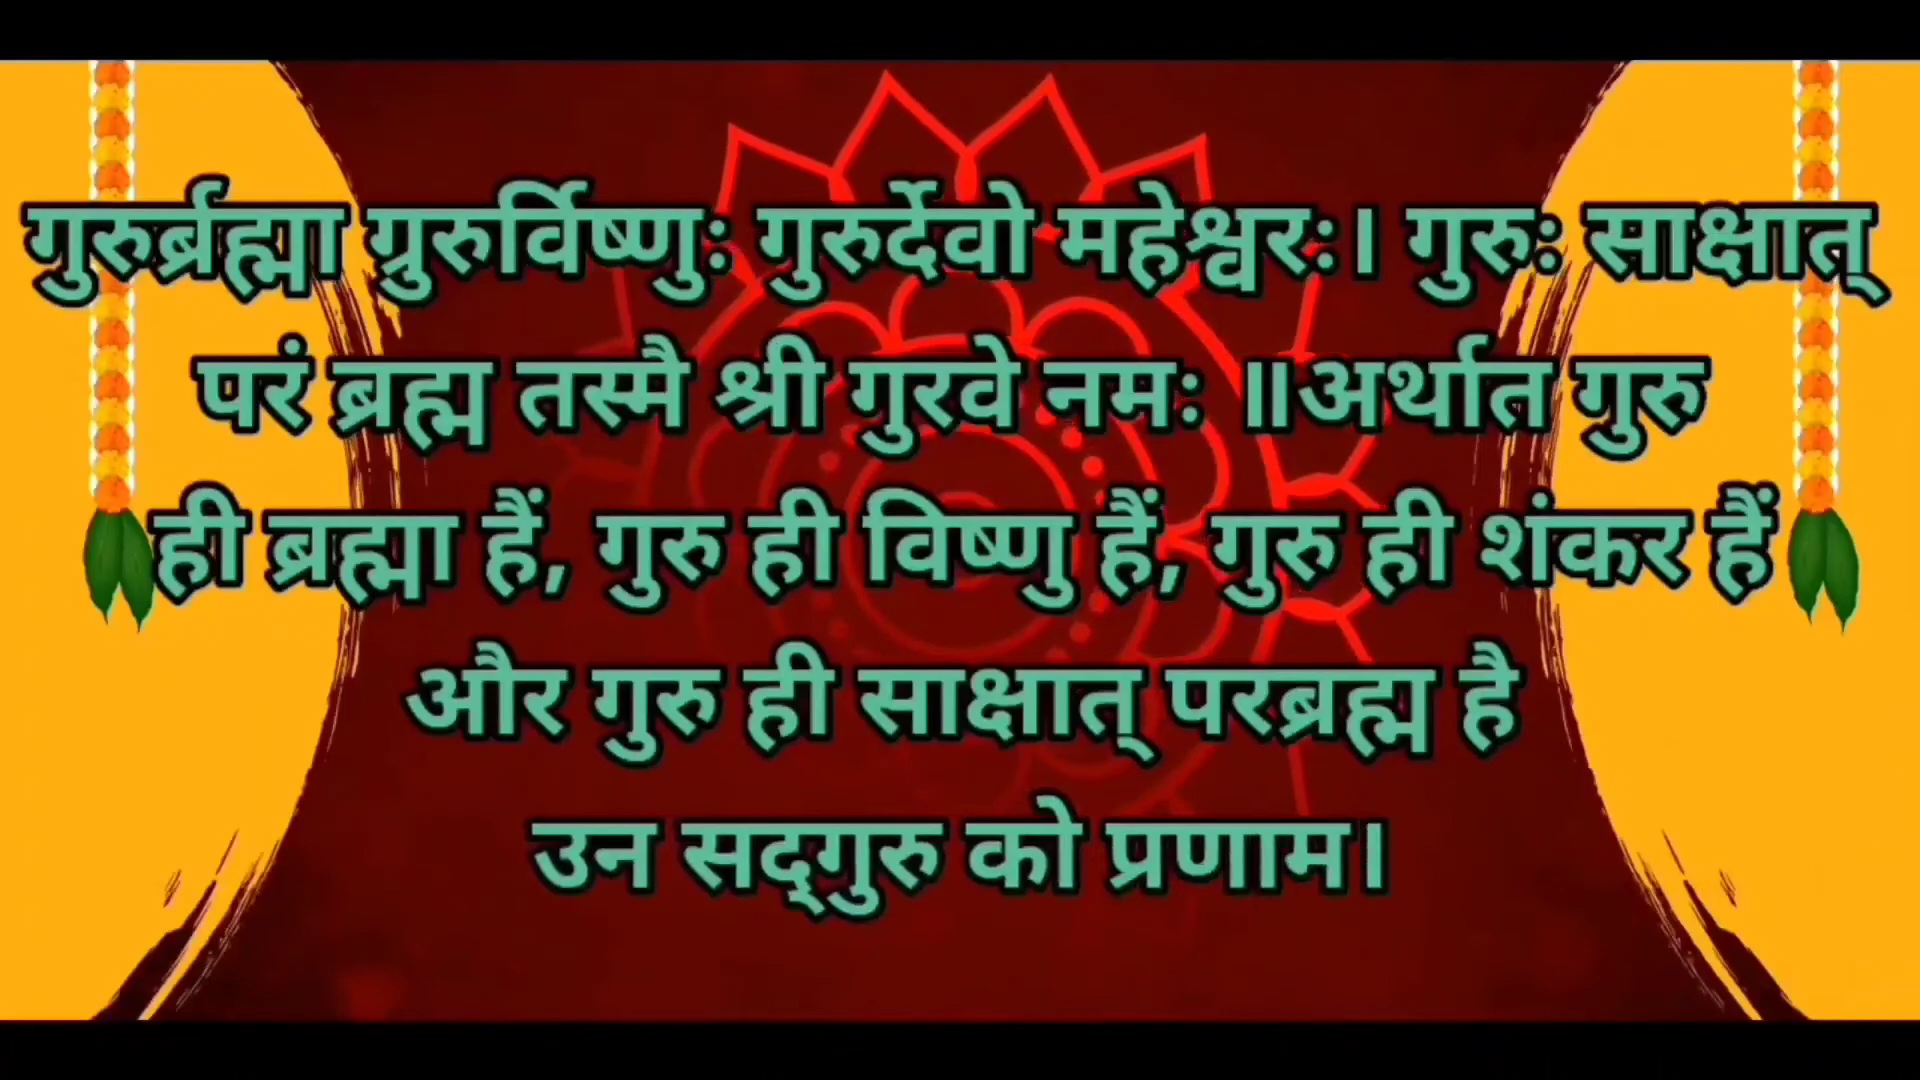 गुरुर्ब्रह्मा ग्रुरुर्विष्णुः गुरुर्देवो महेश्वरः। गुरुः साक्षात्
परं ब्रह्म तस्मै श्री गुरवे नमः ॥अर्थात गुरु
ही ब्रह्मा हैं, गुरु ही विष्णु हैं, गुरु ही शंकर हैं
और गुरु ही साक्षात् परब्रह्म है
उन सद्‌गुरु को प्रणाम।